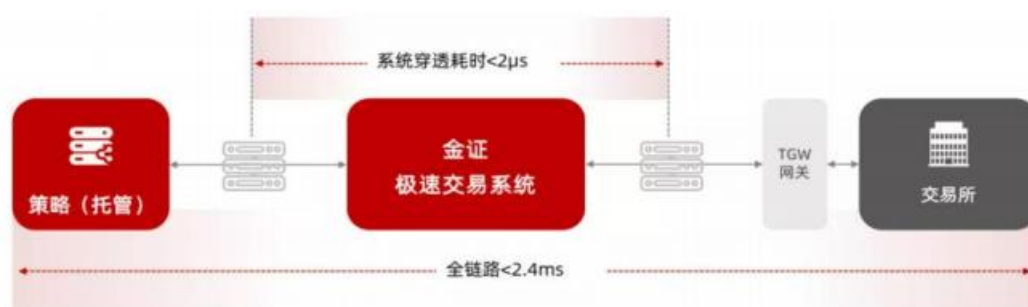 系统穿透耗时<2μs
策略（托管）
金证
极速交易系统
TGW
网关
交易所
全链路<2.4ms